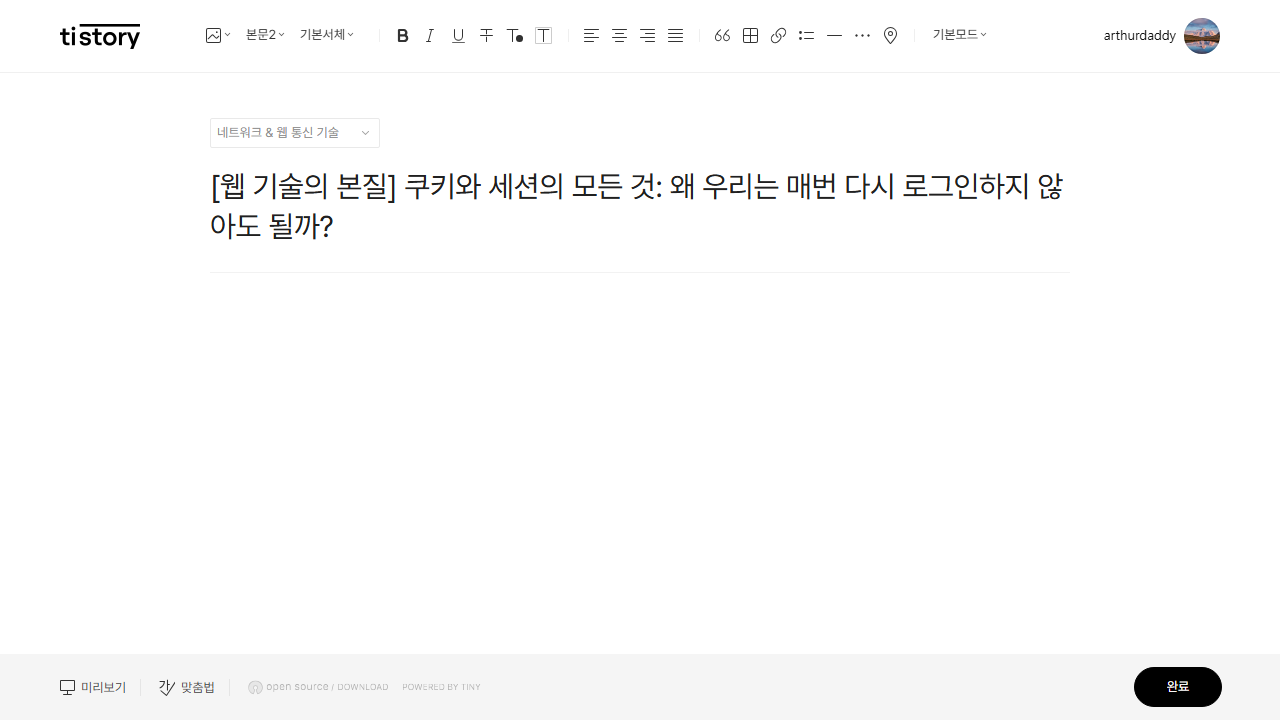 tistory
본문2
기본서체
기본모드
arthurdaddy
네트워크 & 웹 통신 기술
[웹 기술의 본질] 쿠키와 세션의 모든 것: 왜 우리는 매번 다시 로그인하지 않
아도 될까?
미리보기
맞춤법
open source / DOWNLOAD
POWERED BY TINY
완료